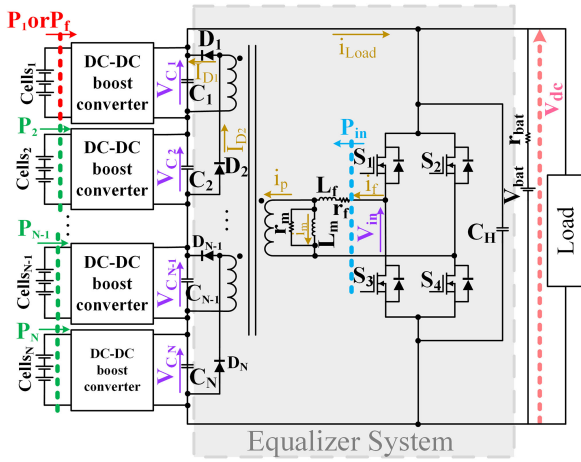 P1orPf
Cells1
DC-DC
boost
converter
VC1
C1
D1
ID1
iLoad
P2
Cells2
DC-DC
boost
converter
VC2
C2
D2
ID2
Pin
S1
S2
ip
Lf
rf
if
rm
im
Lm
Vin
CH
rbat
Vbat
Vdc
Load
PN-1
CellsN-1
DC-DC
boost
converter
VCN-1
CN-1
DN-1
S3
S4
PN
CellsN
DC-DC
boost
converter
VCN
CN
DN
Equalizer System